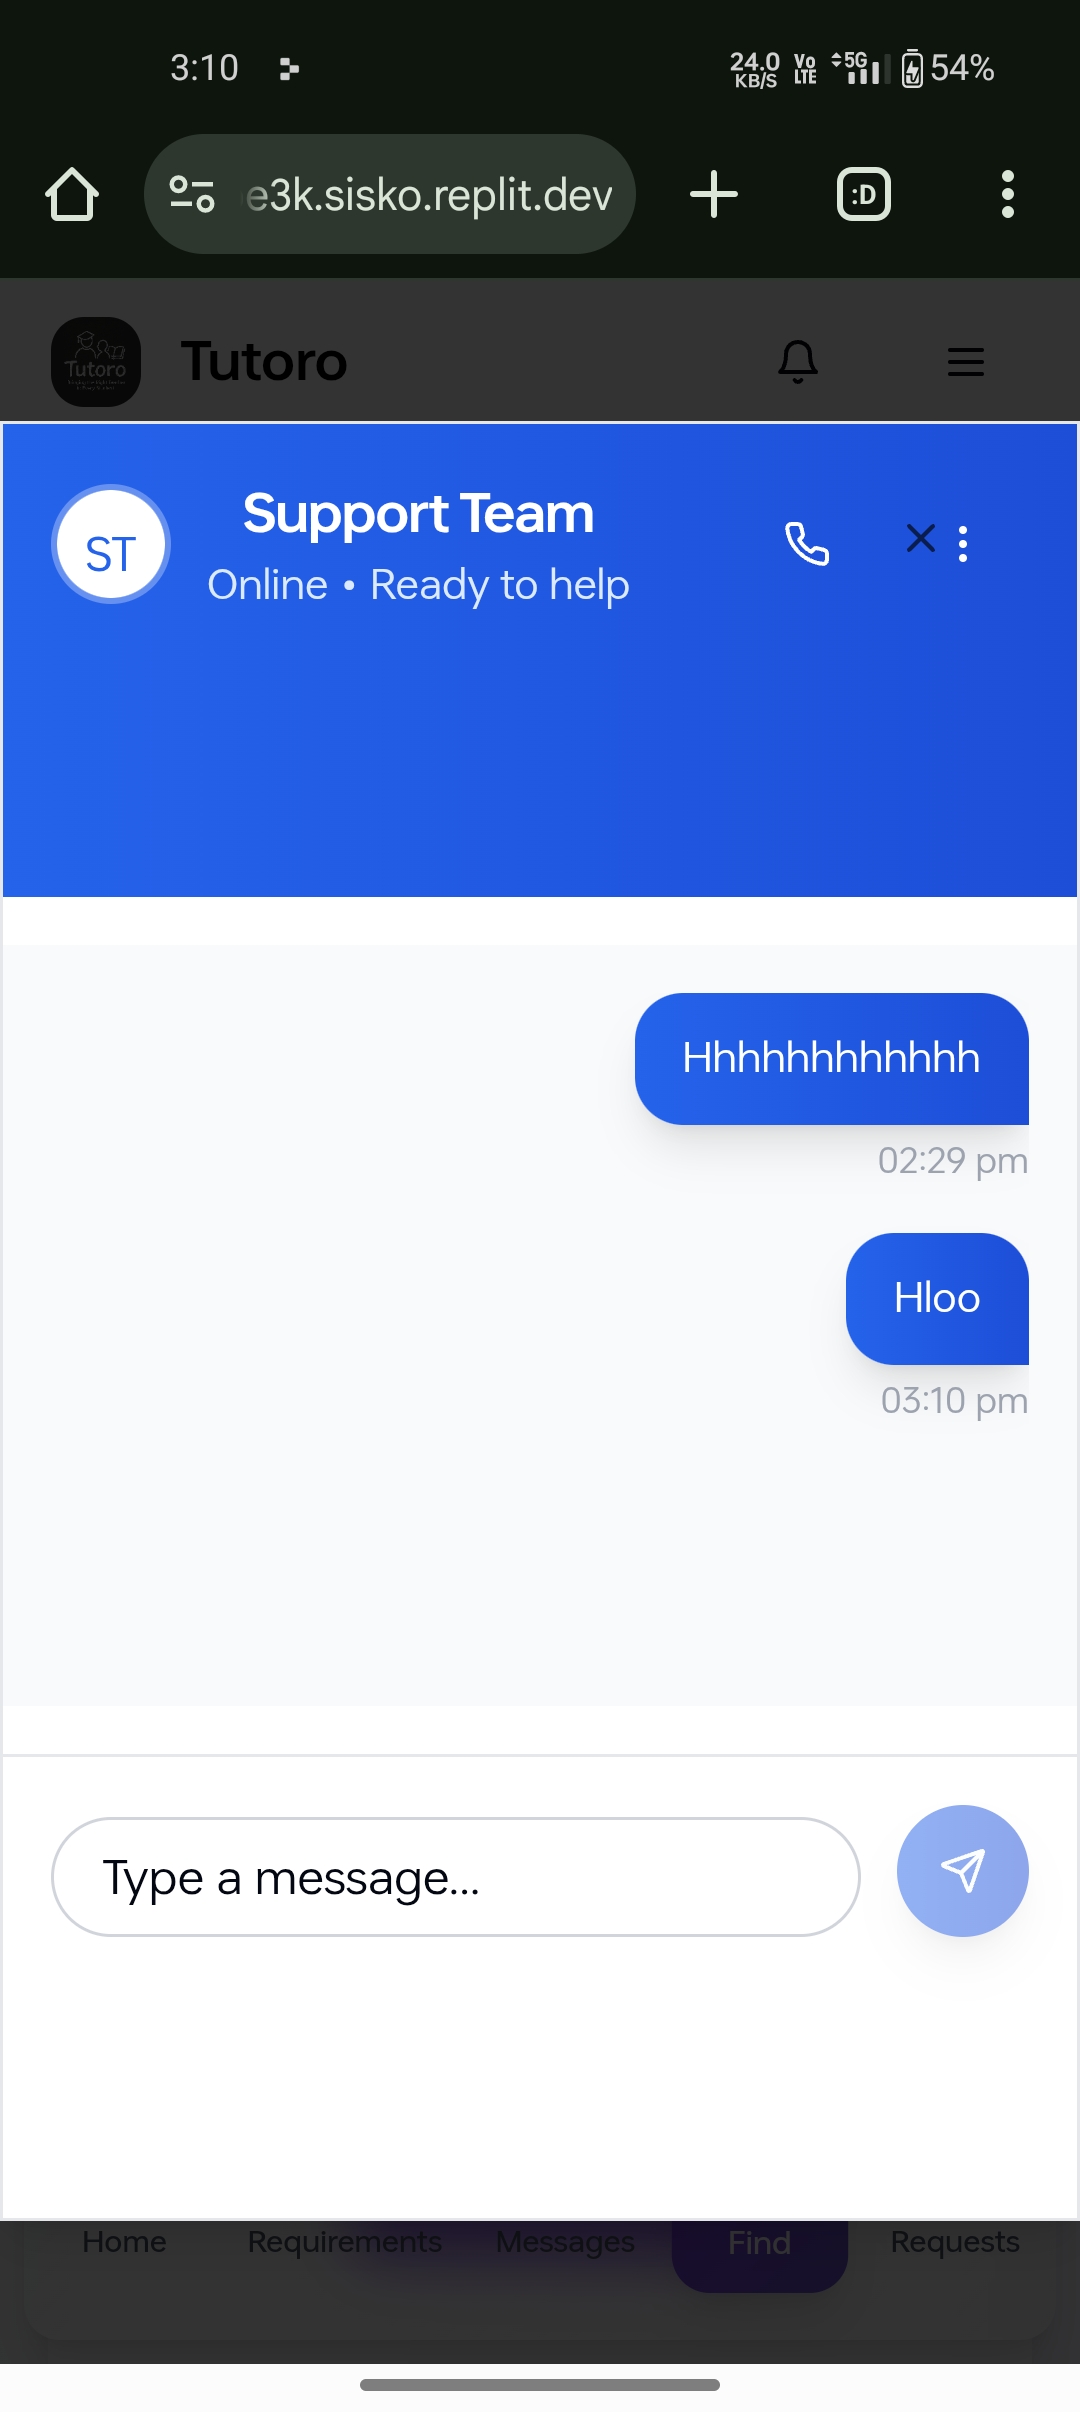 3:10
24.0 KB/S Vo LTE 5G 54%
e3k.sisko.replit.dev
:D
Tutoro
Tutoro
Support Team
ST
Online • Ready to help
Hhhhhhhhhhhh
02:29 pm
Hloo
03:10 pm
Type a message...
Home Requirements Messages Find Requests